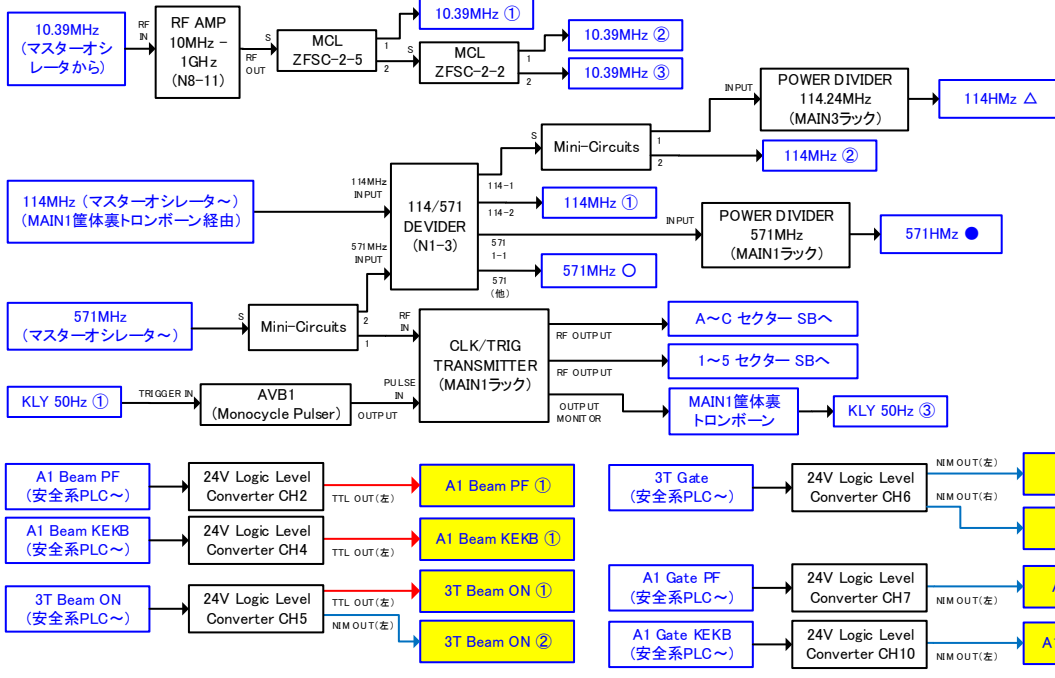 10.39MHz
(マスターオシ
レータから)
RF
IN
RF AMP
10MHz –
1GHz
(N8-11)
S
RF
OUT
MCL
ZFSC-2-5
1
2
10.39MHz ①
S
MCL
ZFSC-2-2
1
2
10.39MHz ②
10.39MHz ③
114MHz (マスターオシレータ～)
(MAIN1筐体裏トロンボーン経由)
114MHz
INPUT
571MHz
INPUT
114/571
DEVIDER
(N1-3)
114-1
114-2
571
1-1
571
(他)
S
Mini-Circuits
1
2
INPUT
POWER DIVIDER
114.24MHz
(MAIN3ラック)
114HMz △
114MHz ②
114MHz ①
INPUT
POWER DIVIDER
571MHz
(MAIN1ラック)
571HMz ●
571MHz ○
571MHz
(マスターオシレータ～)
S
Mini-Circuits
2
1
RF
IN
CLK/TRIG
TRANSMITTER
(MAIN1ラック)
RF OUTPUT
A～C セクター SBへ
RF OUTPUT
1～5 セクター SBへ
OUTPUT
MONITOR
MAIN1筐体裏
トロンボーン
KLY 50Hz ③
KLY 50Hz ①
TRIGGER IN
AVB1
(Monocycle Pulser)
OUTPUT
PULSE
IN
A1 Beam PF
(安全系PLC～)
24V Logic Level
Converter CH2
TTL OUT(左)
A1 Beam PF ①
A1 Beam KEKB
(安全系PLC～)
24V Logic Level
Converter CH4
TTL OUT(左)
A1 Beam KEKB ①
3T Beam ON
(安全系PLC～)
24V Logic Level
Converter CH5
TTL OUT(左)
NIM OUT(左)
3T Beam ON ①
3T Beam ON ②
3T Gate
(安全系PLC～)
24V Logic Level
Converter CH6
NIM OUT(左)
NIM OUT(右)
A1 Gate PF
(安全系PLC～)
24V Logic Level
Converter CH7
NIM OUT(左)
A1 Gate KEKB
(安全系PLC～)
24V Logic Level
Converter CH10
NIM OUT(左)